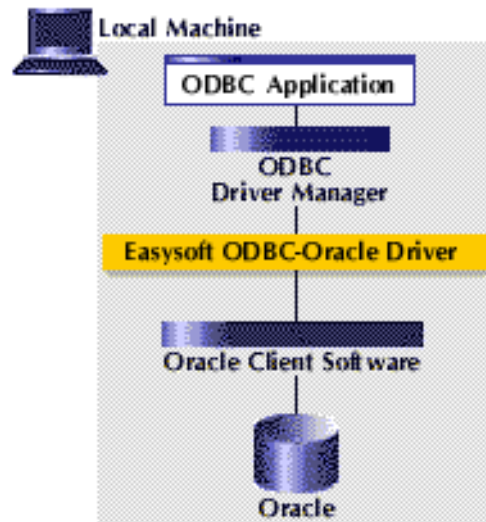 Local Machine
ODBC Application
ODBC
Driver Manager
Easysoft ODBC-Oracle Driver
Oracle Client Software
Oracle